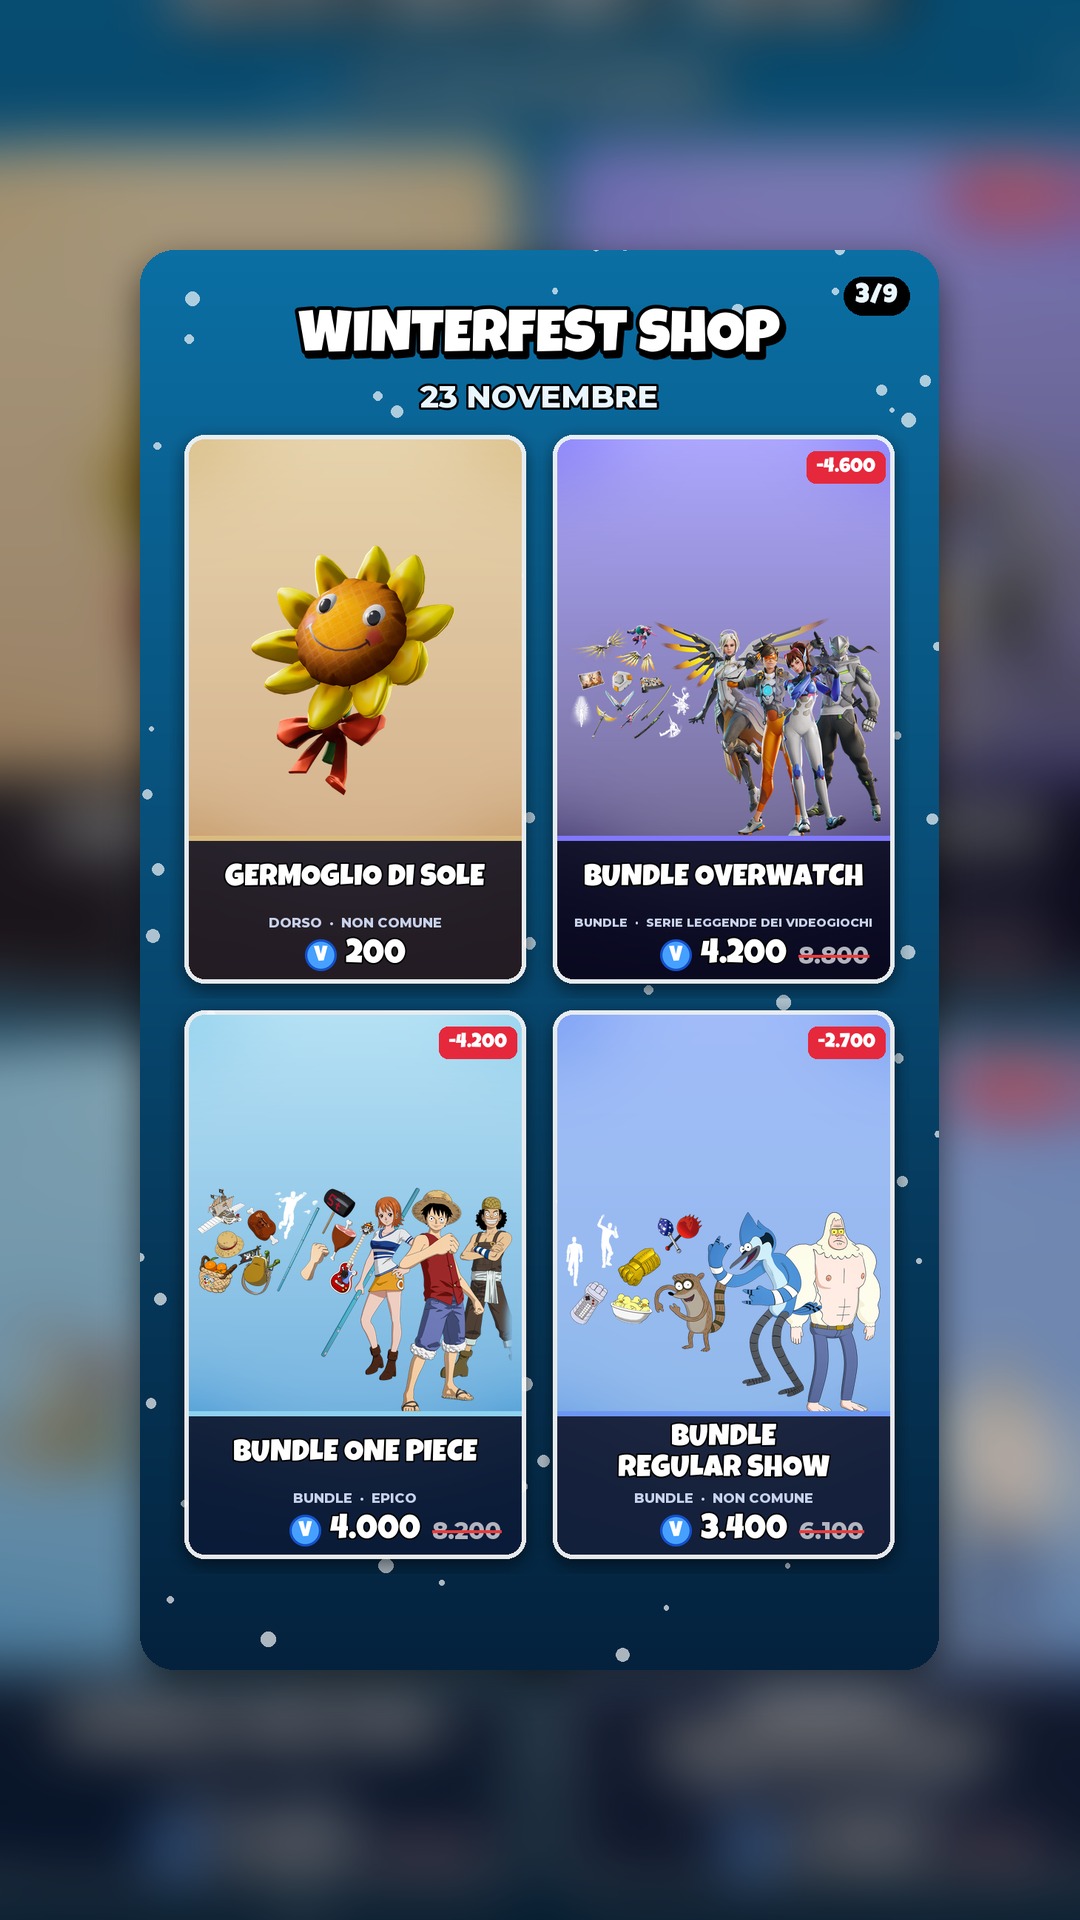 3/9
WINTERFEST SHOP
23 NOVEMBRE
GERMOGLIO DI SOLE
DORSO · NON COMUNE
V 200
-4.600
BUNDLE OVERWATCH
BUNDLE · SERIE LEGGENDE DEI VIDEOGIOCHI
V 4.200 8.800
-4.200
BUNDLE ONE PIECE
BUNDLE · EPICO
V 4.000 8.200
-2.700
BUNDLE
REGULAR SHOW
BUNDLE · NON COMUNE
V 3.400 6.100